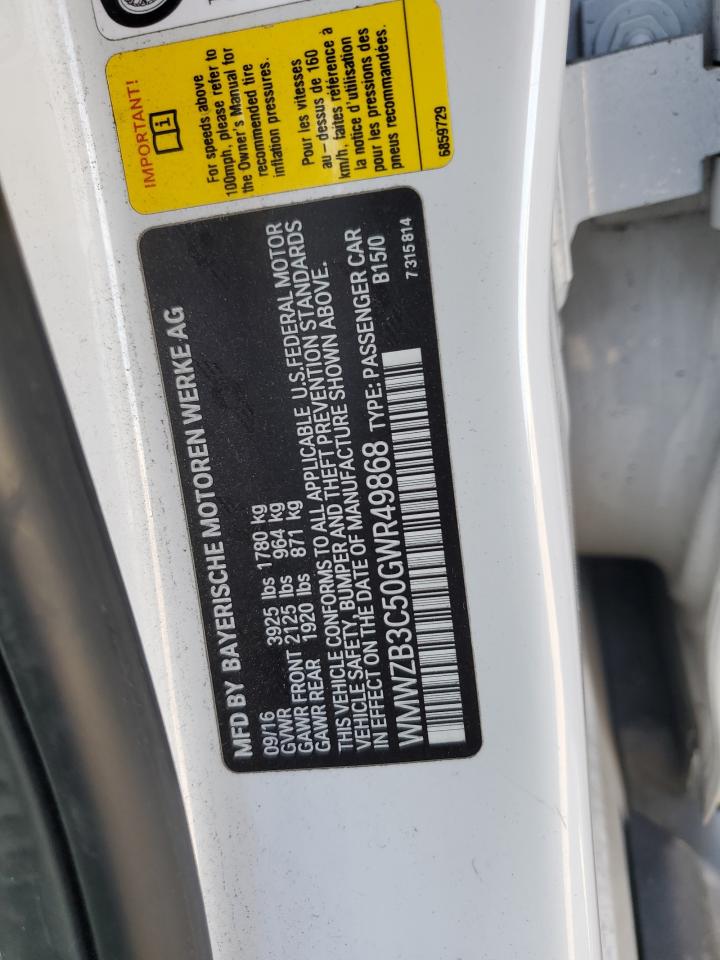 IMPORTANT!
For speeds above
100mph, please refer to
the Owner's Manual for
recommended tire
inflation pressures.
Pour les vitesses
au-dessus de 160
km/h, faites référence à
la notice d'utilisation
pour les pressions des
pneus recommandées.
6859729
MFD BY BAYERISCHE MOTOREN WERKE AG
09/16
GVWR 3925 lbs 1780 kg
GAWR FRONT 2125 lbs 964 kg
GAWR REAR 1920 lbs 871 kg
THIS VEHICLE CONFORMS TO ALL APPLICABLE U.S.FEDERAL MOTOR
VEHICLE SAFETY, BUMPER AND THEFT PREVENTION STANDARDS
IN EFFECT ON THE DATE OF MANUFACTURE SHOWN ABOVE.
WMWZB3C50GWR49868 TYPE: PASSENGER CAR
B15/0
7315814